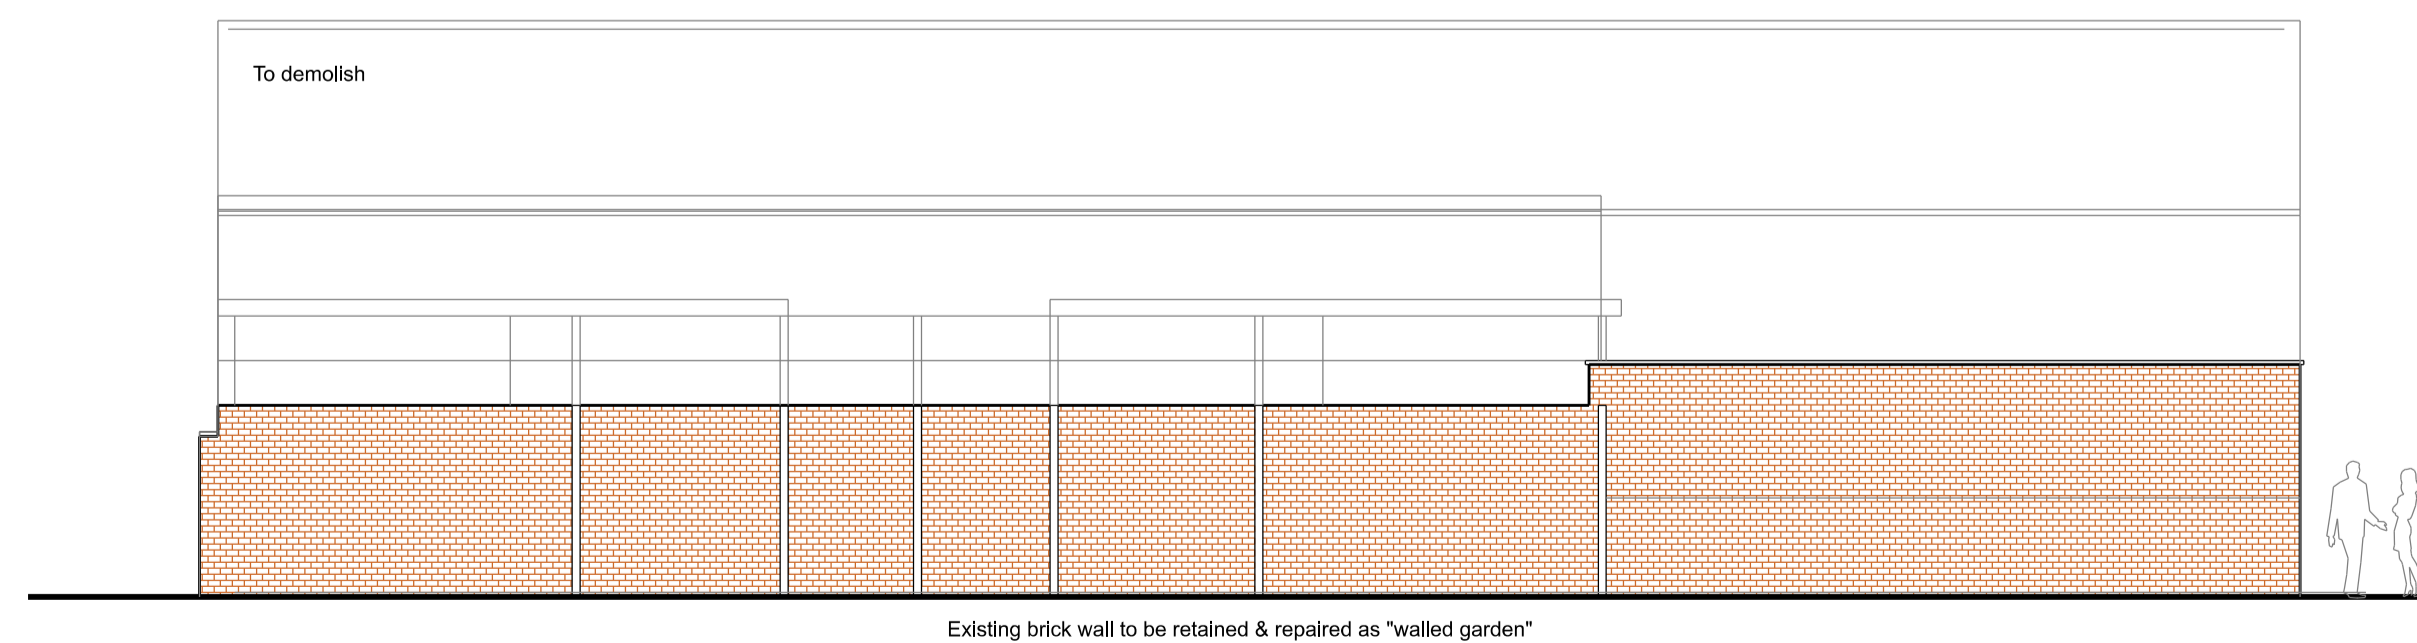 To demolish
Existing brick wall to be retained & repaired as "walled garden"